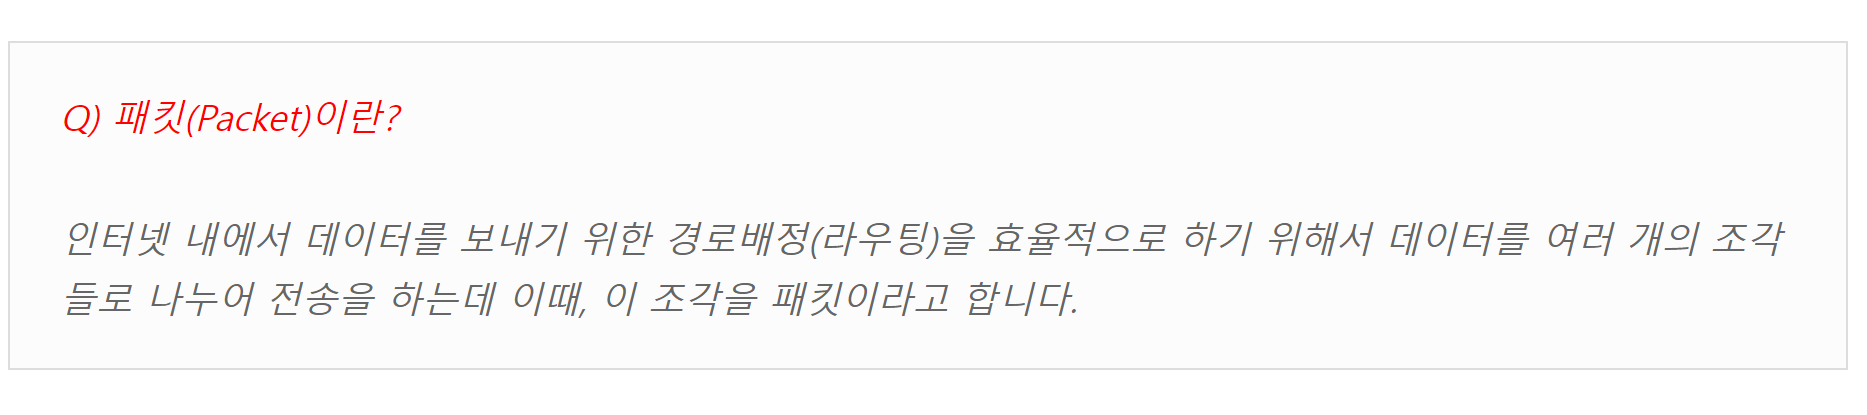 Q) 패킷(Packet)이란?
인터넷 내에서 데이터를 보내기 위한 경로배정(라우팅)을 효율적으로 하기 위해서 데이터를 여러 개의 조각
들로 나누어 전송을 하는데 이때, 이 조각을 패킷이라고 합니다.